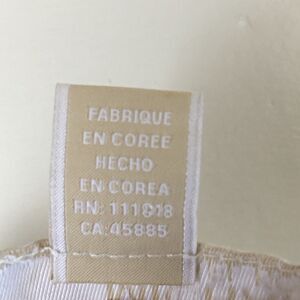 FABRIQUE
EN COREE
HECHO
EN COREA
RN: 111818
CA:45885